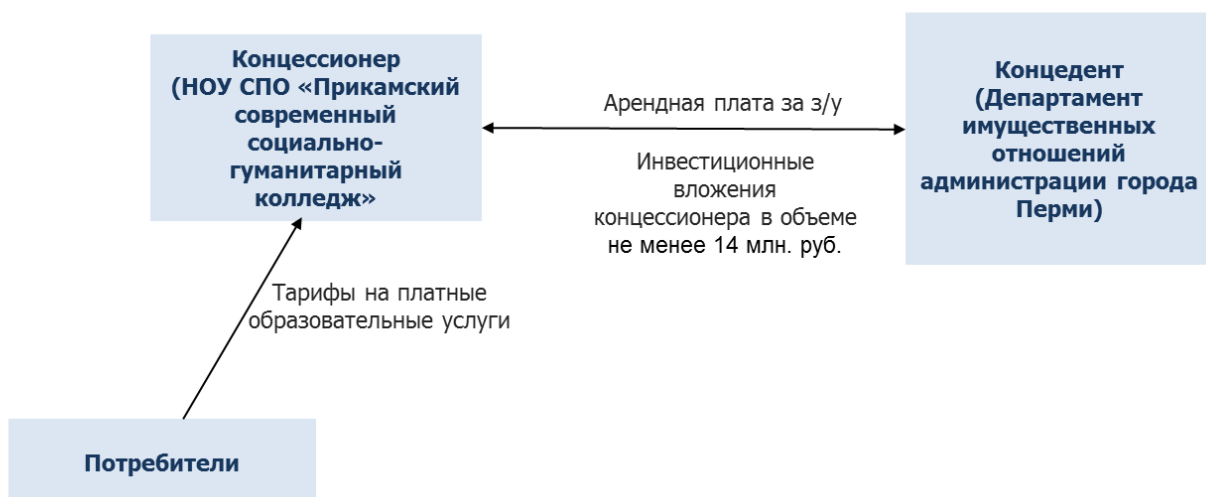 Концессионер
(НОУ СПО «Прикамский
современный
социально-
гуманитарный
колледж»
Арендная плата за з/у
Инвестиционные
вложения
концессионера в объеме
не менее 14 млн. руб.
Концедент
(Департамент
имущественных
отношений
администрации города
Перми)
Тарифы на платные
образовательные услуги
Потребители